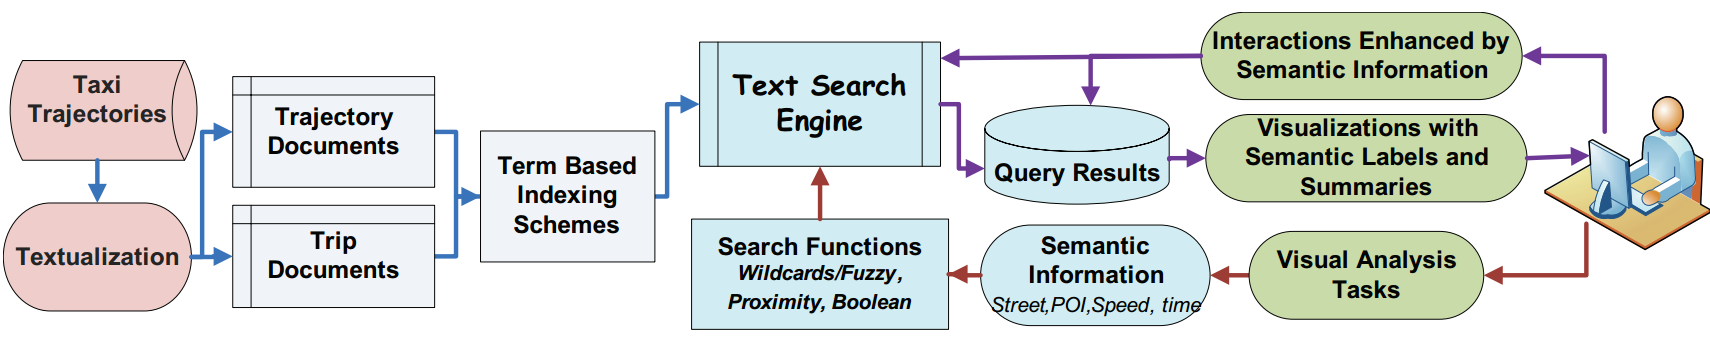 Taxi
Trajectories
Textualization
Trajectory
Documents
Trip
Documents
Term Based
Indexing
Schemes
Text Search
Engine
Search Functions
Wildcards/Fuzzy,
Proximity, Boolean
Query Results
Semantic
Information
Street,POI,Speed, time
Interactions Enhanced by
Semantic Information
Visualizations with
Semantic Labels and
Summaries
Visual Analysis
Tasks